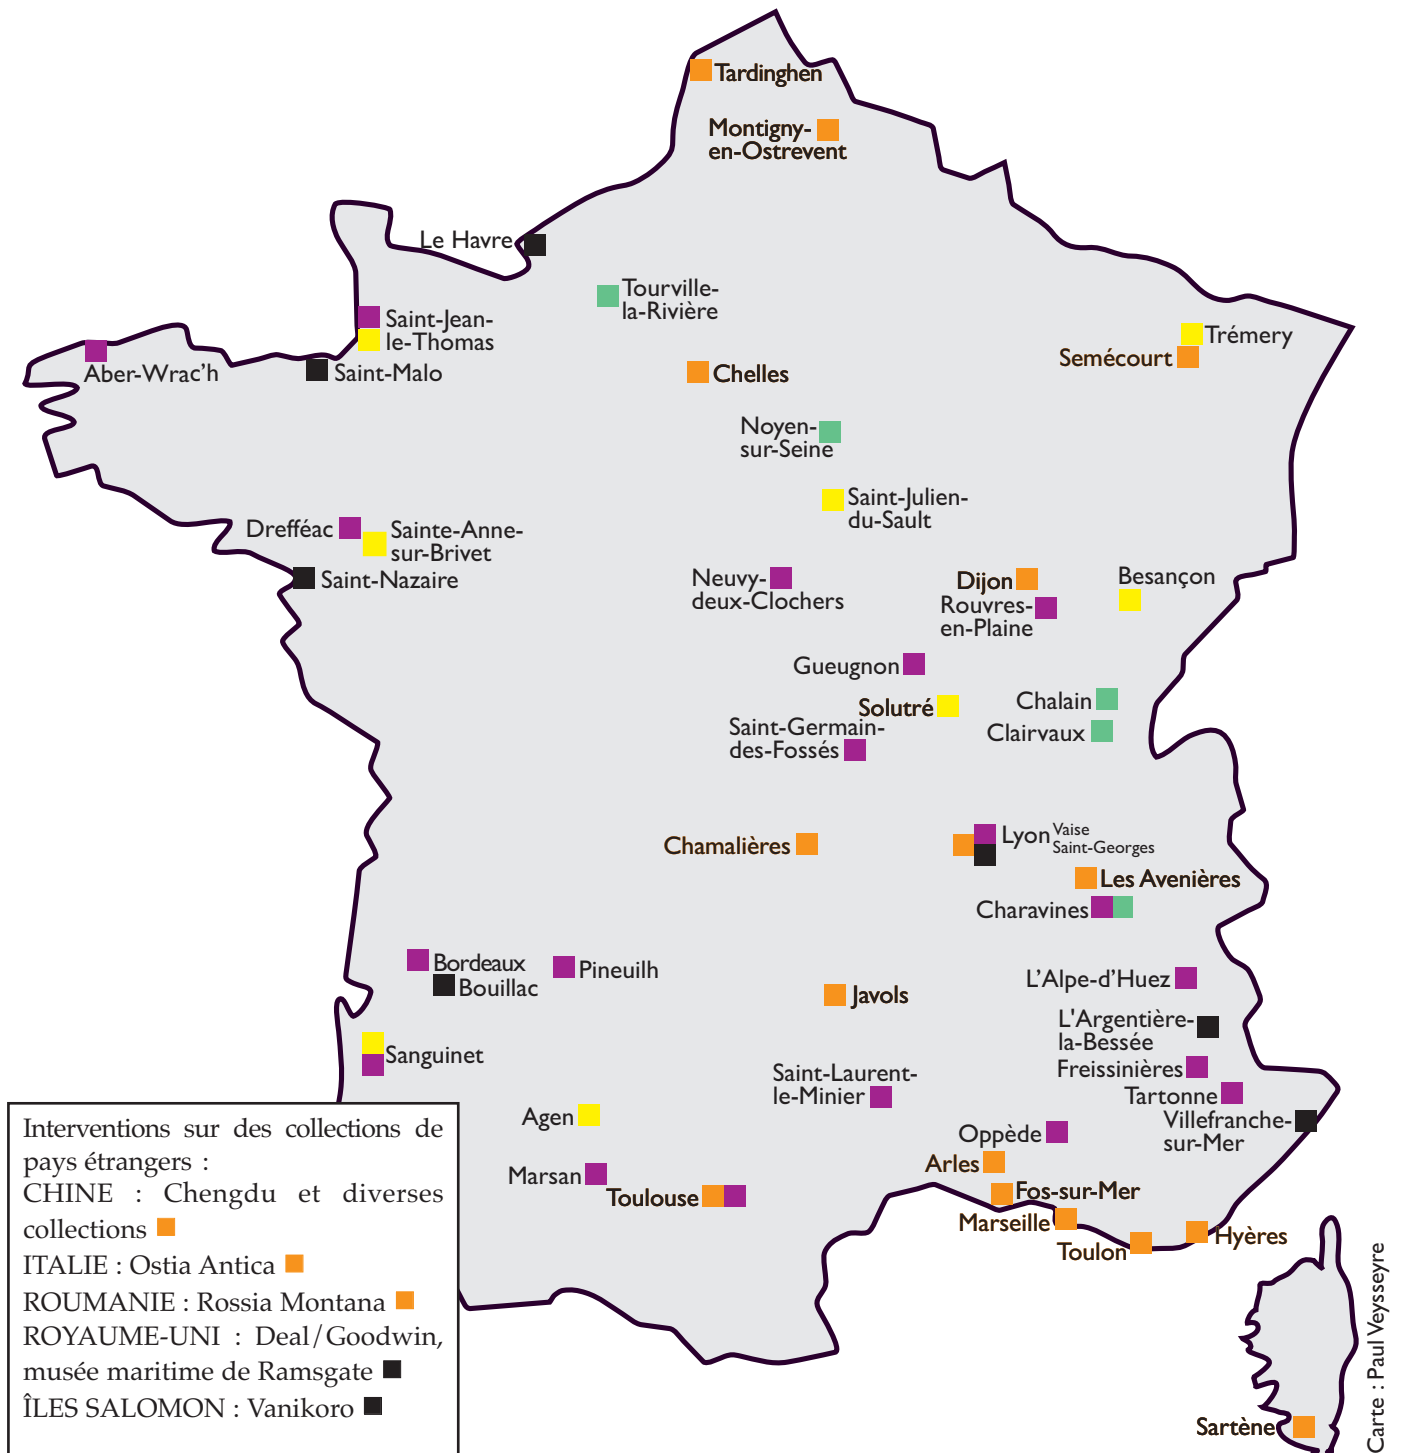 Tardinghen
Montigny-
en-Ostrevent
Le Havre
Tourville-
la-Rivière
Saint-Jean-
le-Thomas
Trémery
Semécourt
Aber-Wrac'h
Saint-Malo
Chelles
Noyen-
sur-Seine
Saint-Julien-
du-Sault
Drefféac
Sainte-Anne-
sur-Brivet
Saint-Nazaire
Neuvy-
deux-Clochers
Dijon
Besançon
Rouvres-
en-Plaine
Gueugnon
Solutré
Chalain
Clairvaux
Saint-Germain-
des-Fossés
Chamalières
Lyon Vaise
Saint-Georges
Les Avenières
Charavines
Bordeaux
Bouillac
Pineuilh
L'Alpe-d'Huez
Javols
L'Argentière-
la-Bessée
Sanguinet
Freissinières
Saint-Laurent-
le-Minier
Tartonne
Villefranche-
sur-Mer
Agen
Oppède
Arles
Marsan
Toulouse
Fos-sur-Mer
Marseille
Toulon
Hyères
Sartène
Interventions sur des collections de
pays étrangers :
CHINE : Chengdu et diverses
collections
ITALIE : Ostia Antica
ROUMANIE : Rossia Montana
ROYAUME-UNI : Deal/Goodwin,
musée maritime de Ramsgate
ÎLES SALOMON : Vanikoro
Carte : Paul Veysseyre